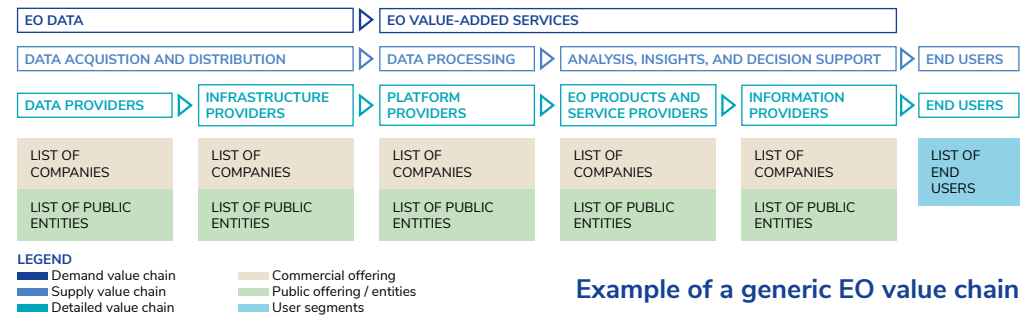 EO DATA
EO VALUE-ADDED SERVICES
DATA ACQUISTION AND DISTRIBUTION
DATA PROCESSING
ANALYSIS, INSIGHTS, AND DECISION SUPPORT
END USERS
DATA PROVIDERS
INFRASTRUCTURE
PROVIDERS
PLATFORM
PROVIDERS
EO PRODUCTS AND
SERVICE PROVIDERS
INFORMATION
PROVIDERS
END USERS
LIST OF
COMPANIES
LIST OF
COMPANIES
LIST OF
COMPANIES
LIST OF
COMPANIES
LIST OF
COMPANIES
LIST OF
END
USERS
LIST OF PUBLIC
ENTITIES
LIST OF PUBLIC
ENTITIES
LIST OF PUBLIC
ENTITIES
LIST OF PUBLIC
ENTITIES
LIST OF PUBLIC
ENTITIES
LEGEND
Demand value chain
Supply value chain
Detailed value chain
Commercial offering
Public offering / entities
User segments
Example of a generic EO value chain